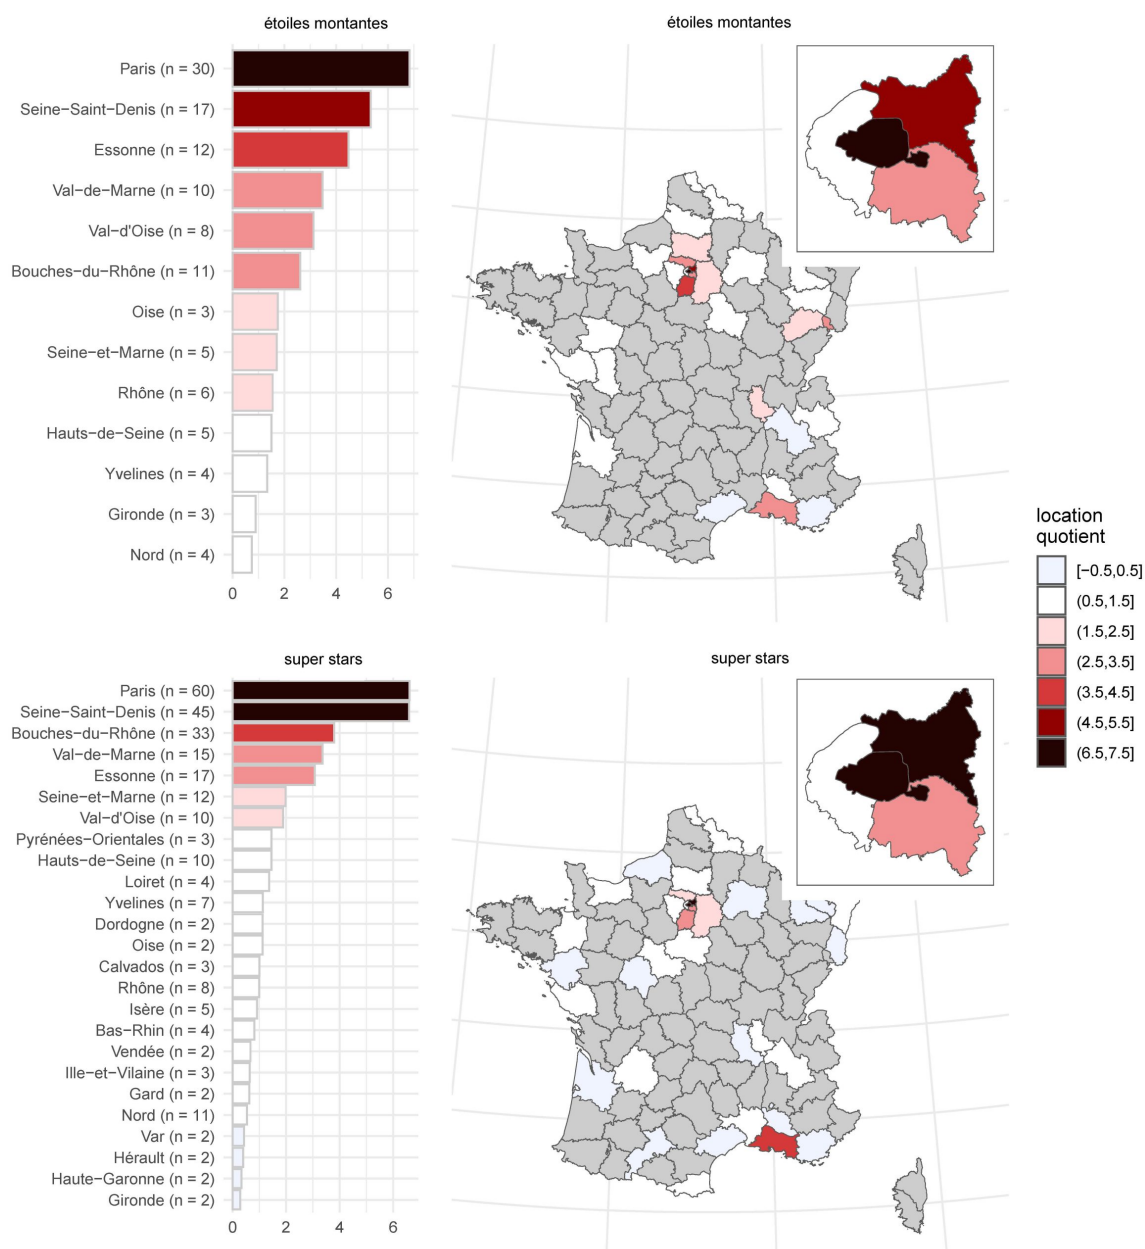 étoiles montantes
Paris (n = 30)
Seine−Saint−Denis (n = 17)
Essonne (n = 12)
Val−de−Marne (n = 10)
Val−d'Oise (n = 8)
Bouches−du−Rhône (n = 11)
Oise (n = 3)
Seine−et−Marne (n = 5)
Rhône (n = 6)
Hauts−de−Seine (n = 5)
Yvelines (n = 4)
Gironde (n = 3)
Nord (n = 4)
0 2 4 6
étoiles montantes
super stars
Paris (n = 60)
Seine−Saint−Denis (n = 45)
Bouches−du−Rhône (n = 33)
Val−de−Marne (n = 15)
Essonne (n = 17)
Seine−et−Marne (n = 12)
Val−d'Oise (n = 10)
Pyrénées−Orientales (n = 3)
Hauts−de−Seine (n = 10)
Loiret (n = 4)
Yvelines (n = 7)
Dordogne (n = 2)
Oise (n = 2)
Calvados (n = 3)
Rhône (n = 8)
Isère (n = 5)
Bas−Rhin (n = 4)
Vendée (n = 2)
Ille−et−Vilaine (n = 3)
Gard (n = 2)
Nord (n = 11)
Var (n = 2)
Hérault (n = 2)
Haute−Garonne (n = 2)
Gironde (n = 2)
0 2 4 6
super stars
location
quotient
[−0.5,0.5]
(0.5,1.5]
(1.5,2.5]
(2.5,3.5]
(3.5,4.5]
(4.5,5.5]
(6.5,7.5]